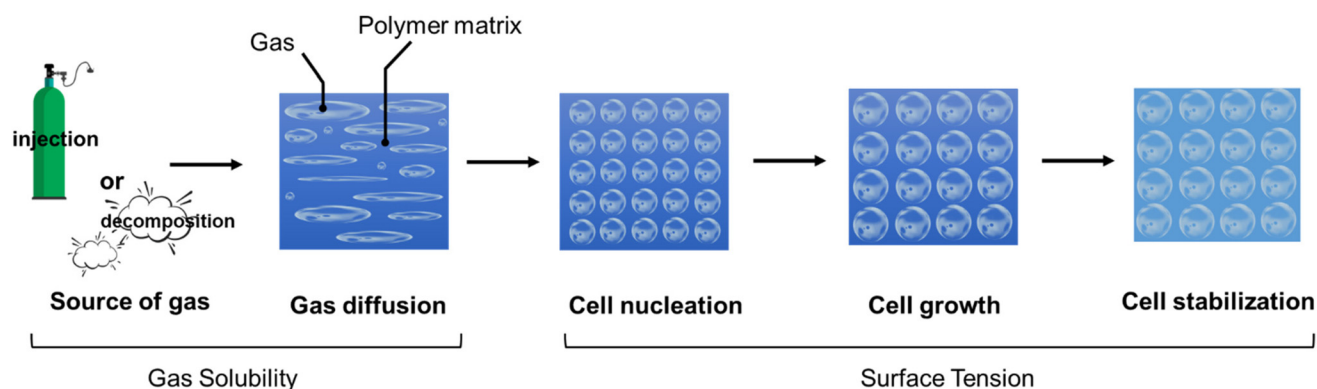 Gas
Polymer matrix
injection
or
decomposition
Source of gas
Gas diffusion
Cell nucleation
Cell growth
Cell stabilization
Gas Solubility
Surface Tension